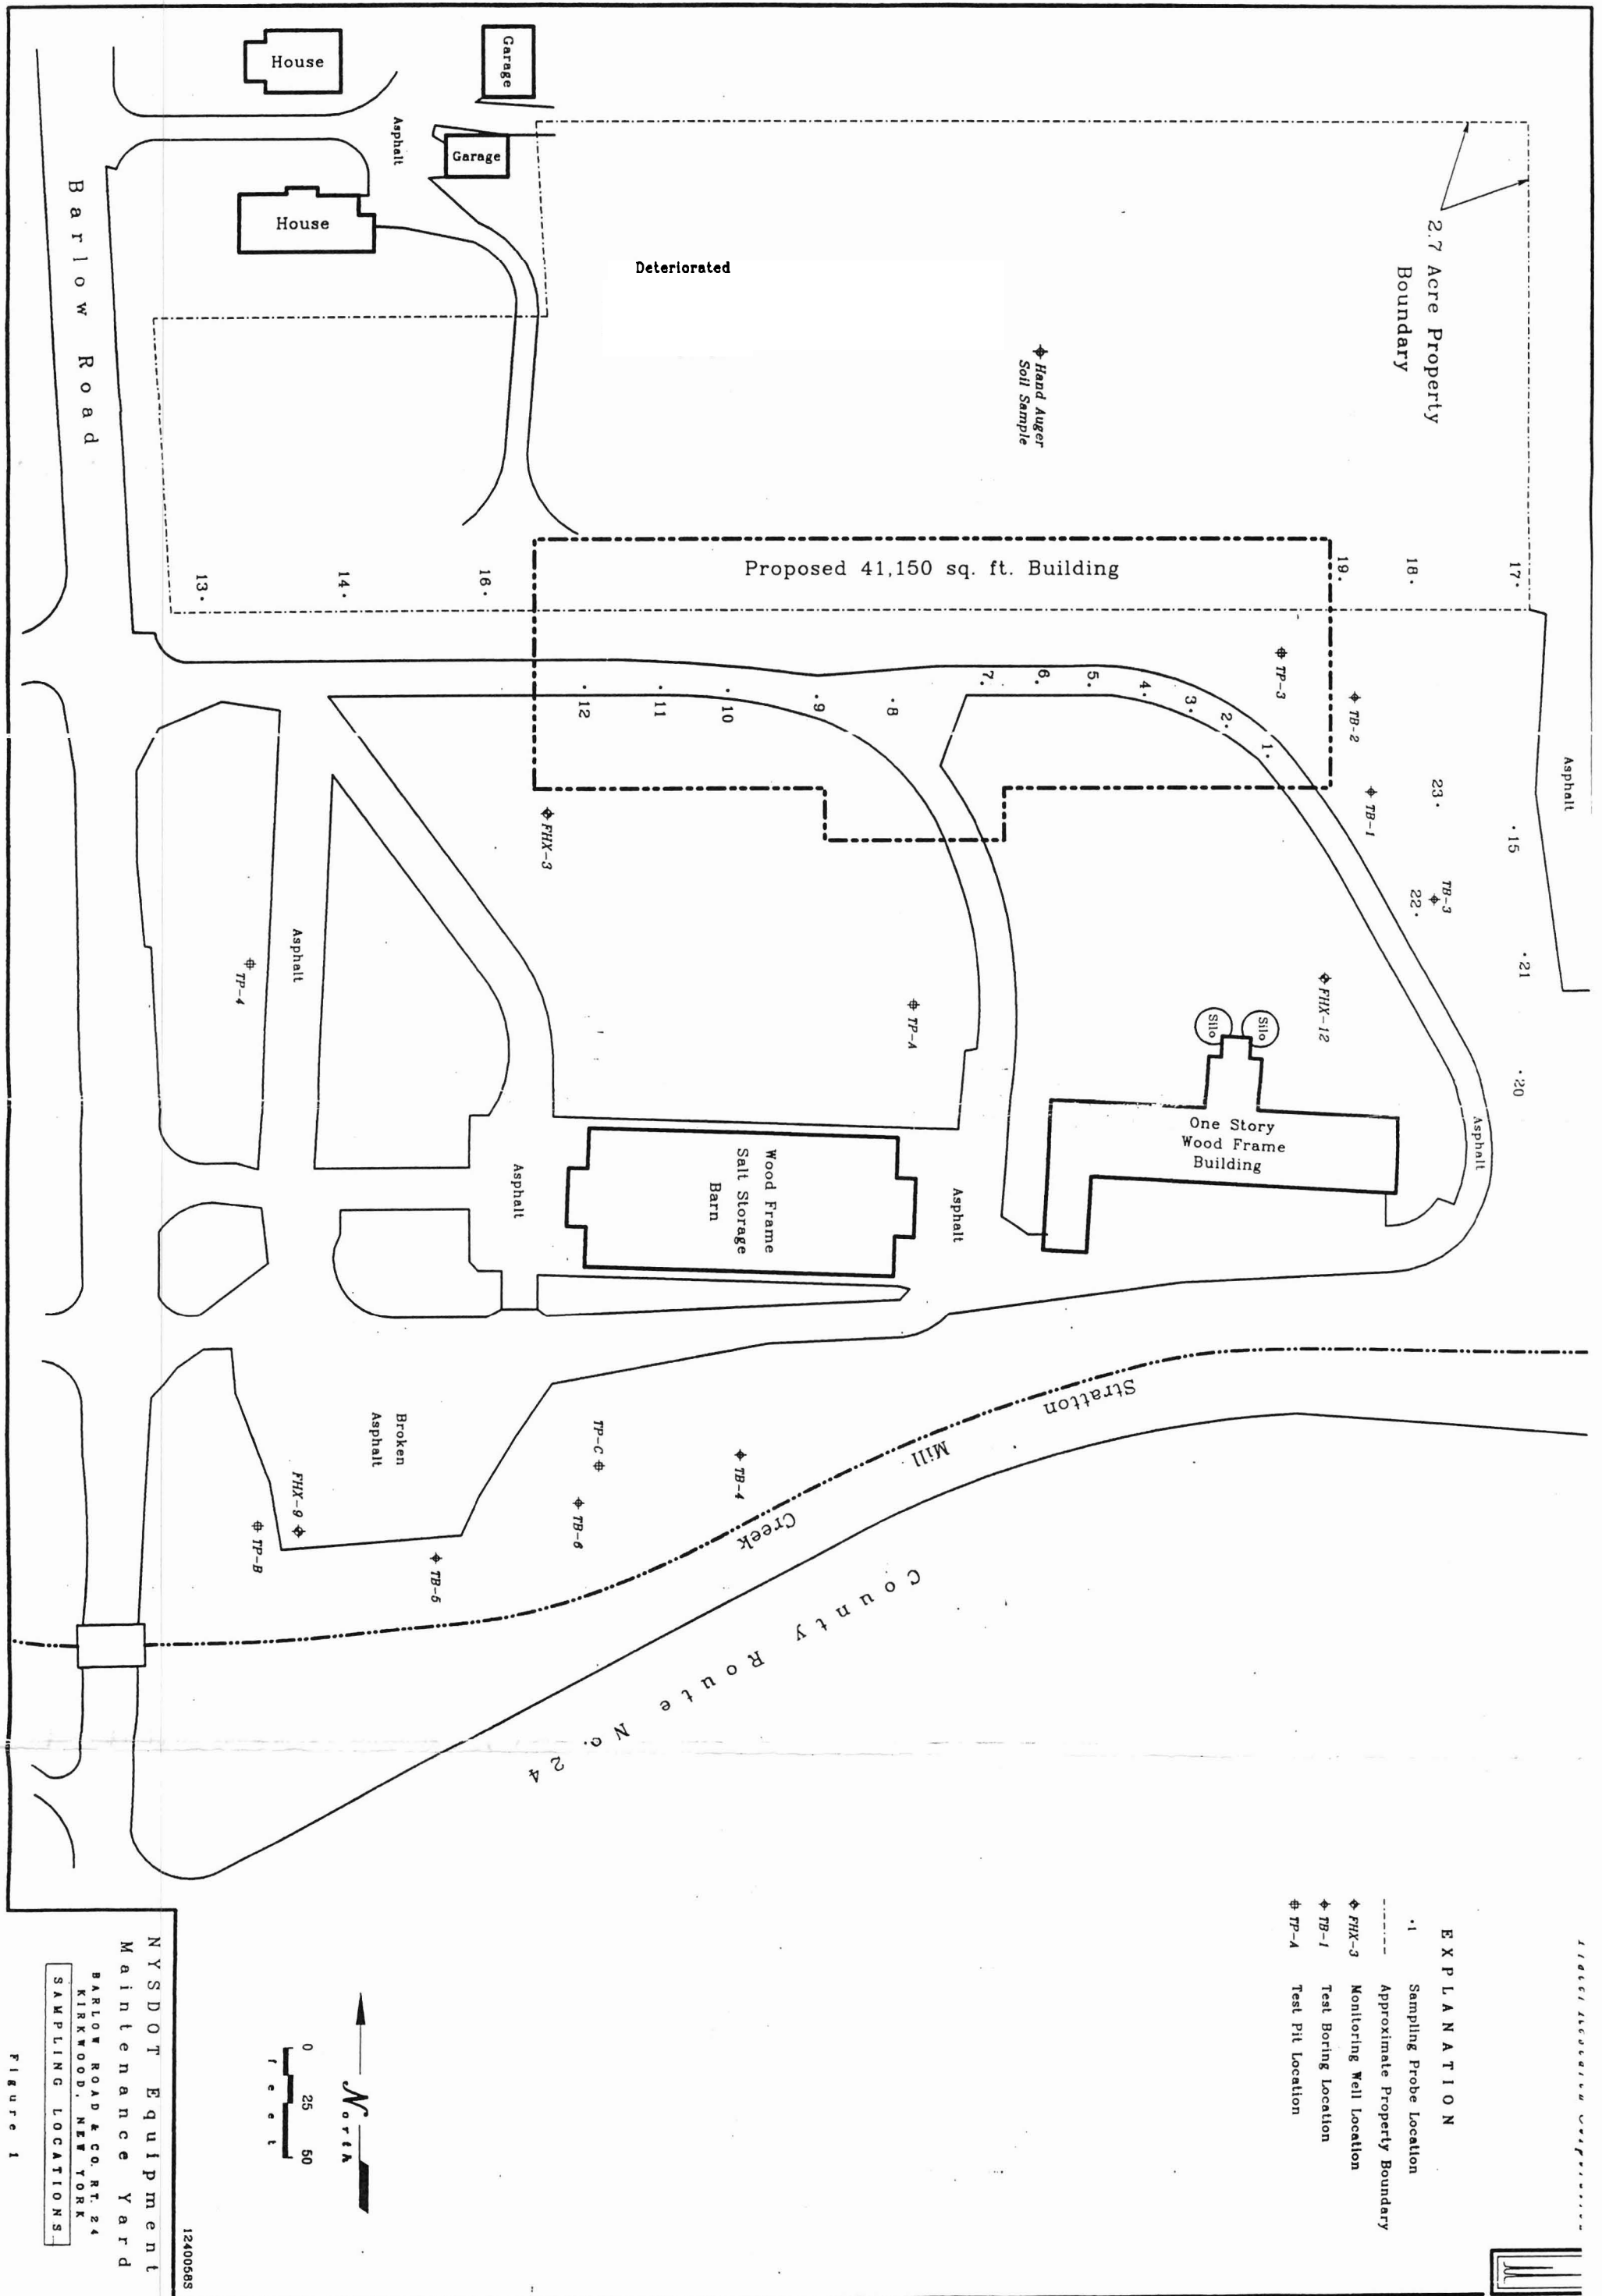 House
Garage
Asphalt
Garage
House
Barlow Road
Deteriorated
2.7 Acre Property
Boundary
Hand Auger
Soil Sample
Proposed 41,150 sq. ft. Building
13.
14.
16.
19.
18.
17.
TP-3
TB-2
7.
6.
5.
4.
3.
2.
1.
12
11
10
9
8
Asphalt
23.
TB-1
15
FHX-3
TB-3
22.
21
Asphalt
TP-4
TP-A
FHX-12
Silo
Silo
20
One Story
Wood Frame
Building
Asphalt
Wood Frame
Salt Storage
Barn
Asphalt
Asphalt
Stratton
Mill
Creek
Broken
Asphalt
TP-C
TB-4
TB-6
FHX-9
TP-B
TB-5
County Route No. 24
EXPLANATION
·1 Sampling Probe Location
Approximate Property Boundary
FHX-3 Monitoring Well Location
TB-1 Test Boring Location
TP-A Test Pit Location
North
0 25 50
feet
1240058S
NYSDOT Equipment
Maintenance Yard
BARLOW ROAD & CO. RT. 24
KIRKWOOD, NEW YORK
SAMPLING LOCATIONS
Figure 1